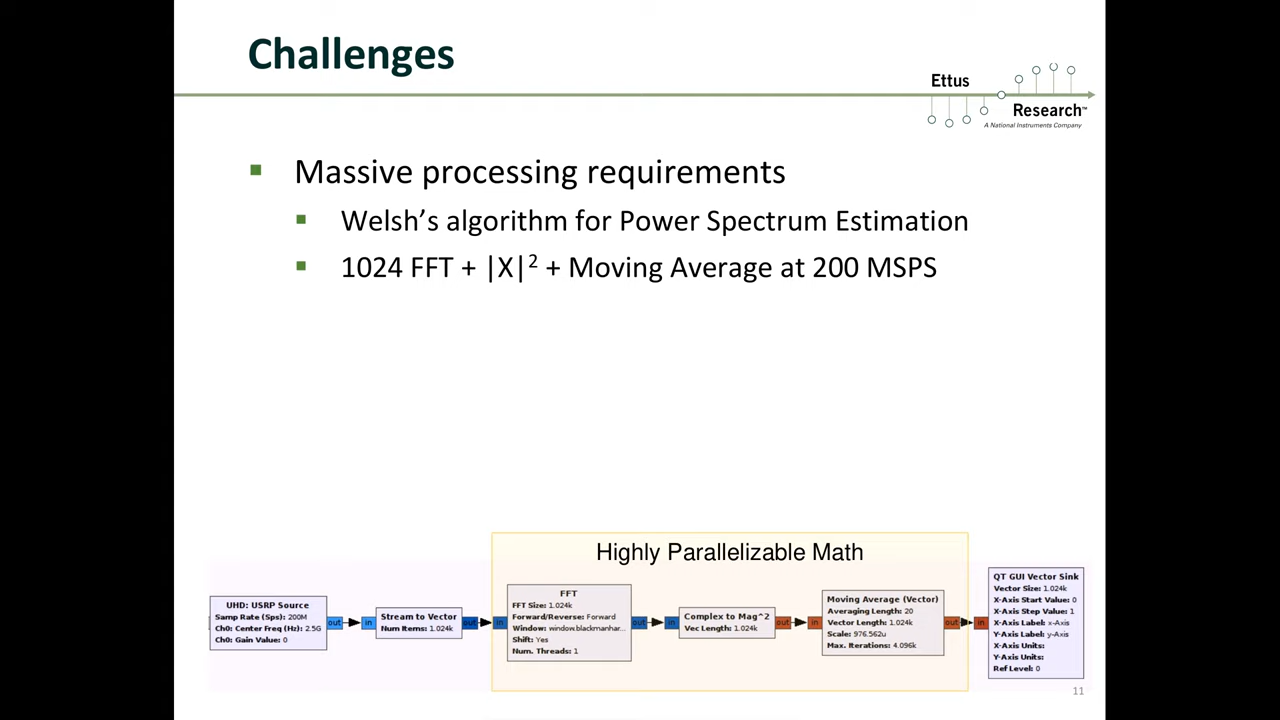 Challenges
Ettus
Research™
A National Instruments Company
Massive processing requirements
Welsh's algorithm for Power Spectrum Estimation
1024 FFT + |X|² + Moving Average at 200 MSPS
Highly Parallelizable Math
UHD: USRP Source
Samp Rate (Sps): 200M
Ch0: Center Freq (Hz): 2.5G
Ch0: Gain Value: 0
out
in
Stream to Vector
Num Items: 1.024k
out
in
FFT
FFT Size: 1.024k
Forward/Reverse: Forward
Window: window.blackmanhar...
Shift: Yes
Num. Threads: 1
out
in
Complex to Mag^2
Vec Length: 1.024k
out
in
Moving Average (Vector)
Averaging Length: 20
Vector Length: 1.024k
Scale: 976.562u
Max. Iterations: 4.096k
out
in
QT GUI Vector Sink
Vector Size: 1.024k
X-Axis Start Value: 0
X-Axis Step Value: 1
X-Axis Label: x-Axis
Y-Axis Label: y-Axis
X-Axis Units:
Y-Axis Units:
Ref Level: 0
11